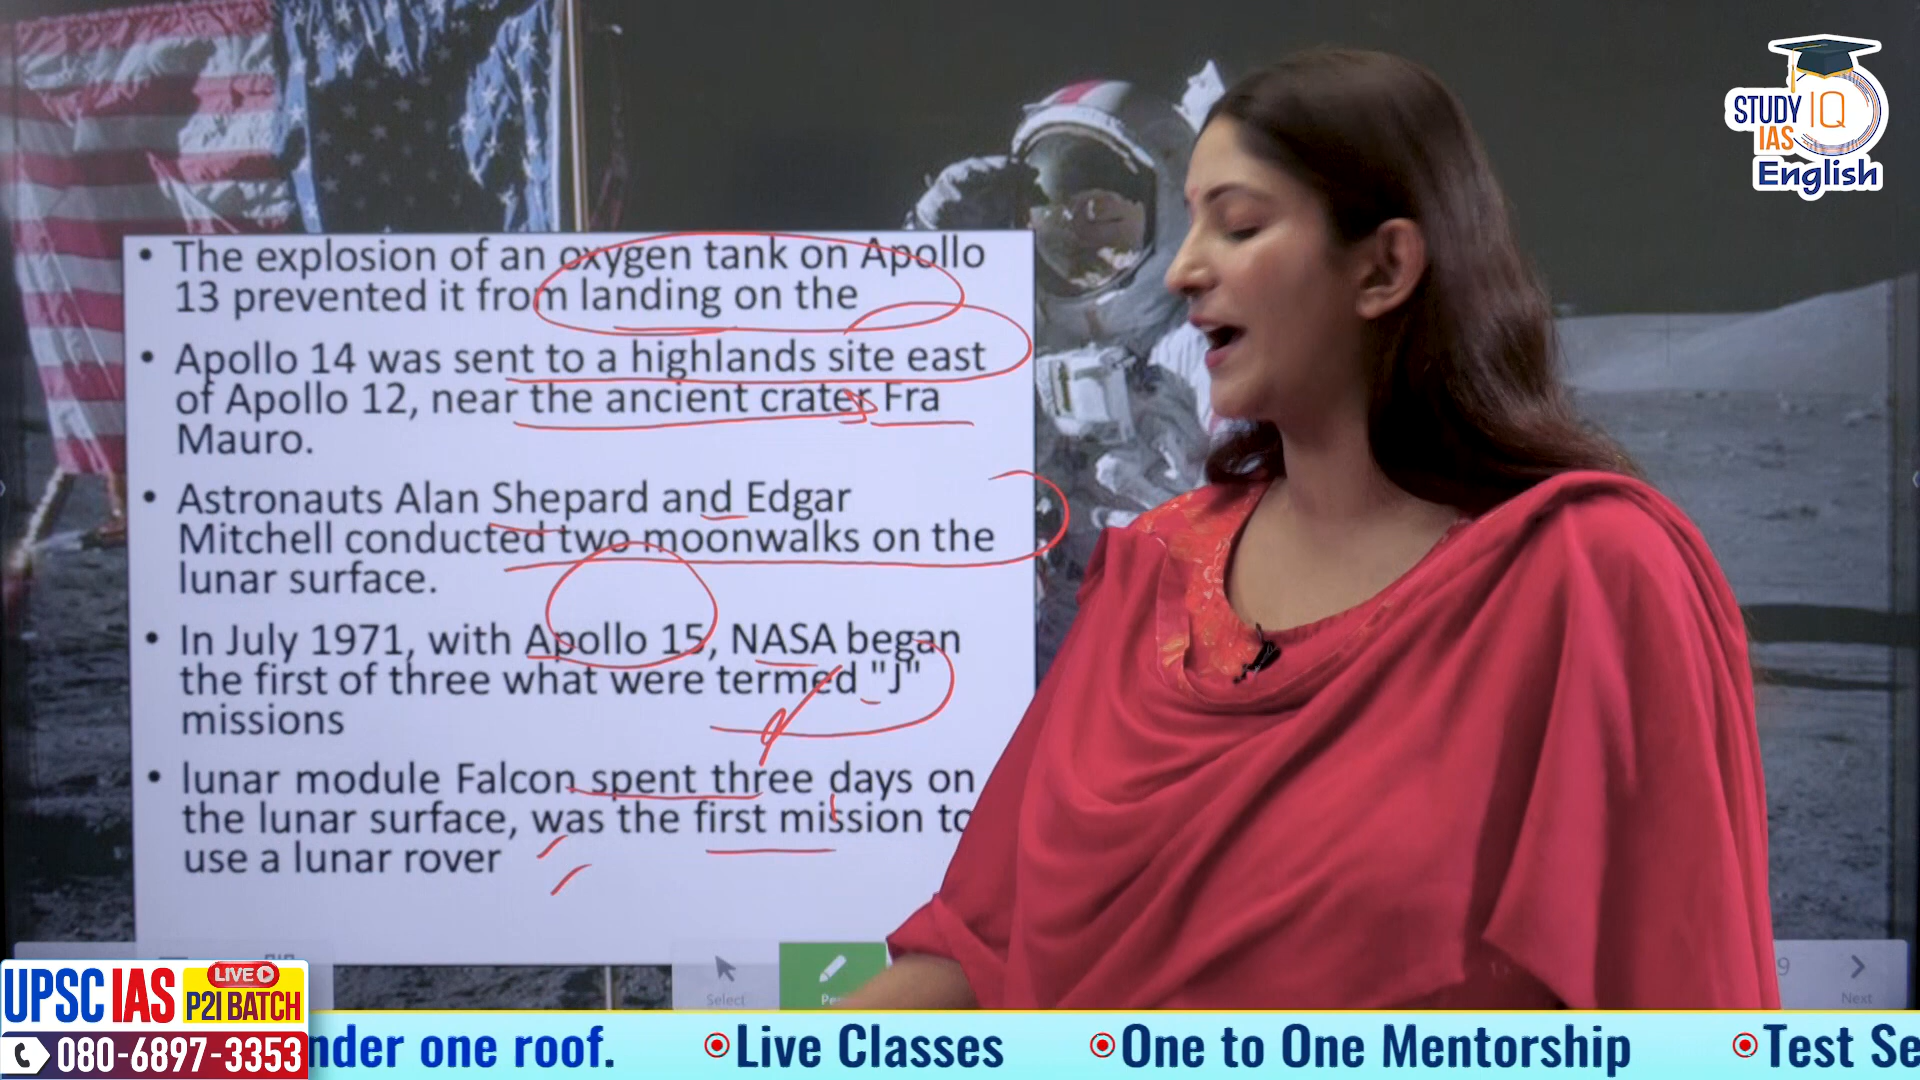 STUDY IQ
IAS
English
• The explosion of an oxygen tank on Apollo
13 prevented it from landing on the
• Apollo 14 was sent to a highlands site east
of Apollo 12, near the ancient crater Fra
Mauro.
• Astronauts Alan Shepard and Edgar
Mitchell conducted two moonwalks on the
lunar surface.
• In July 1971, with Apollo 15, NASA began
the first of three what were termed "J"
missions
• lunar module Falcon spent three days on
the lunar surface, was the first mission to
use a lunar rover
Select
9
Next
UPSC IAS LIVE
P2I BATCH
080-6897-3353
nder one roof. Live Classes One to One Mentorship Test Se